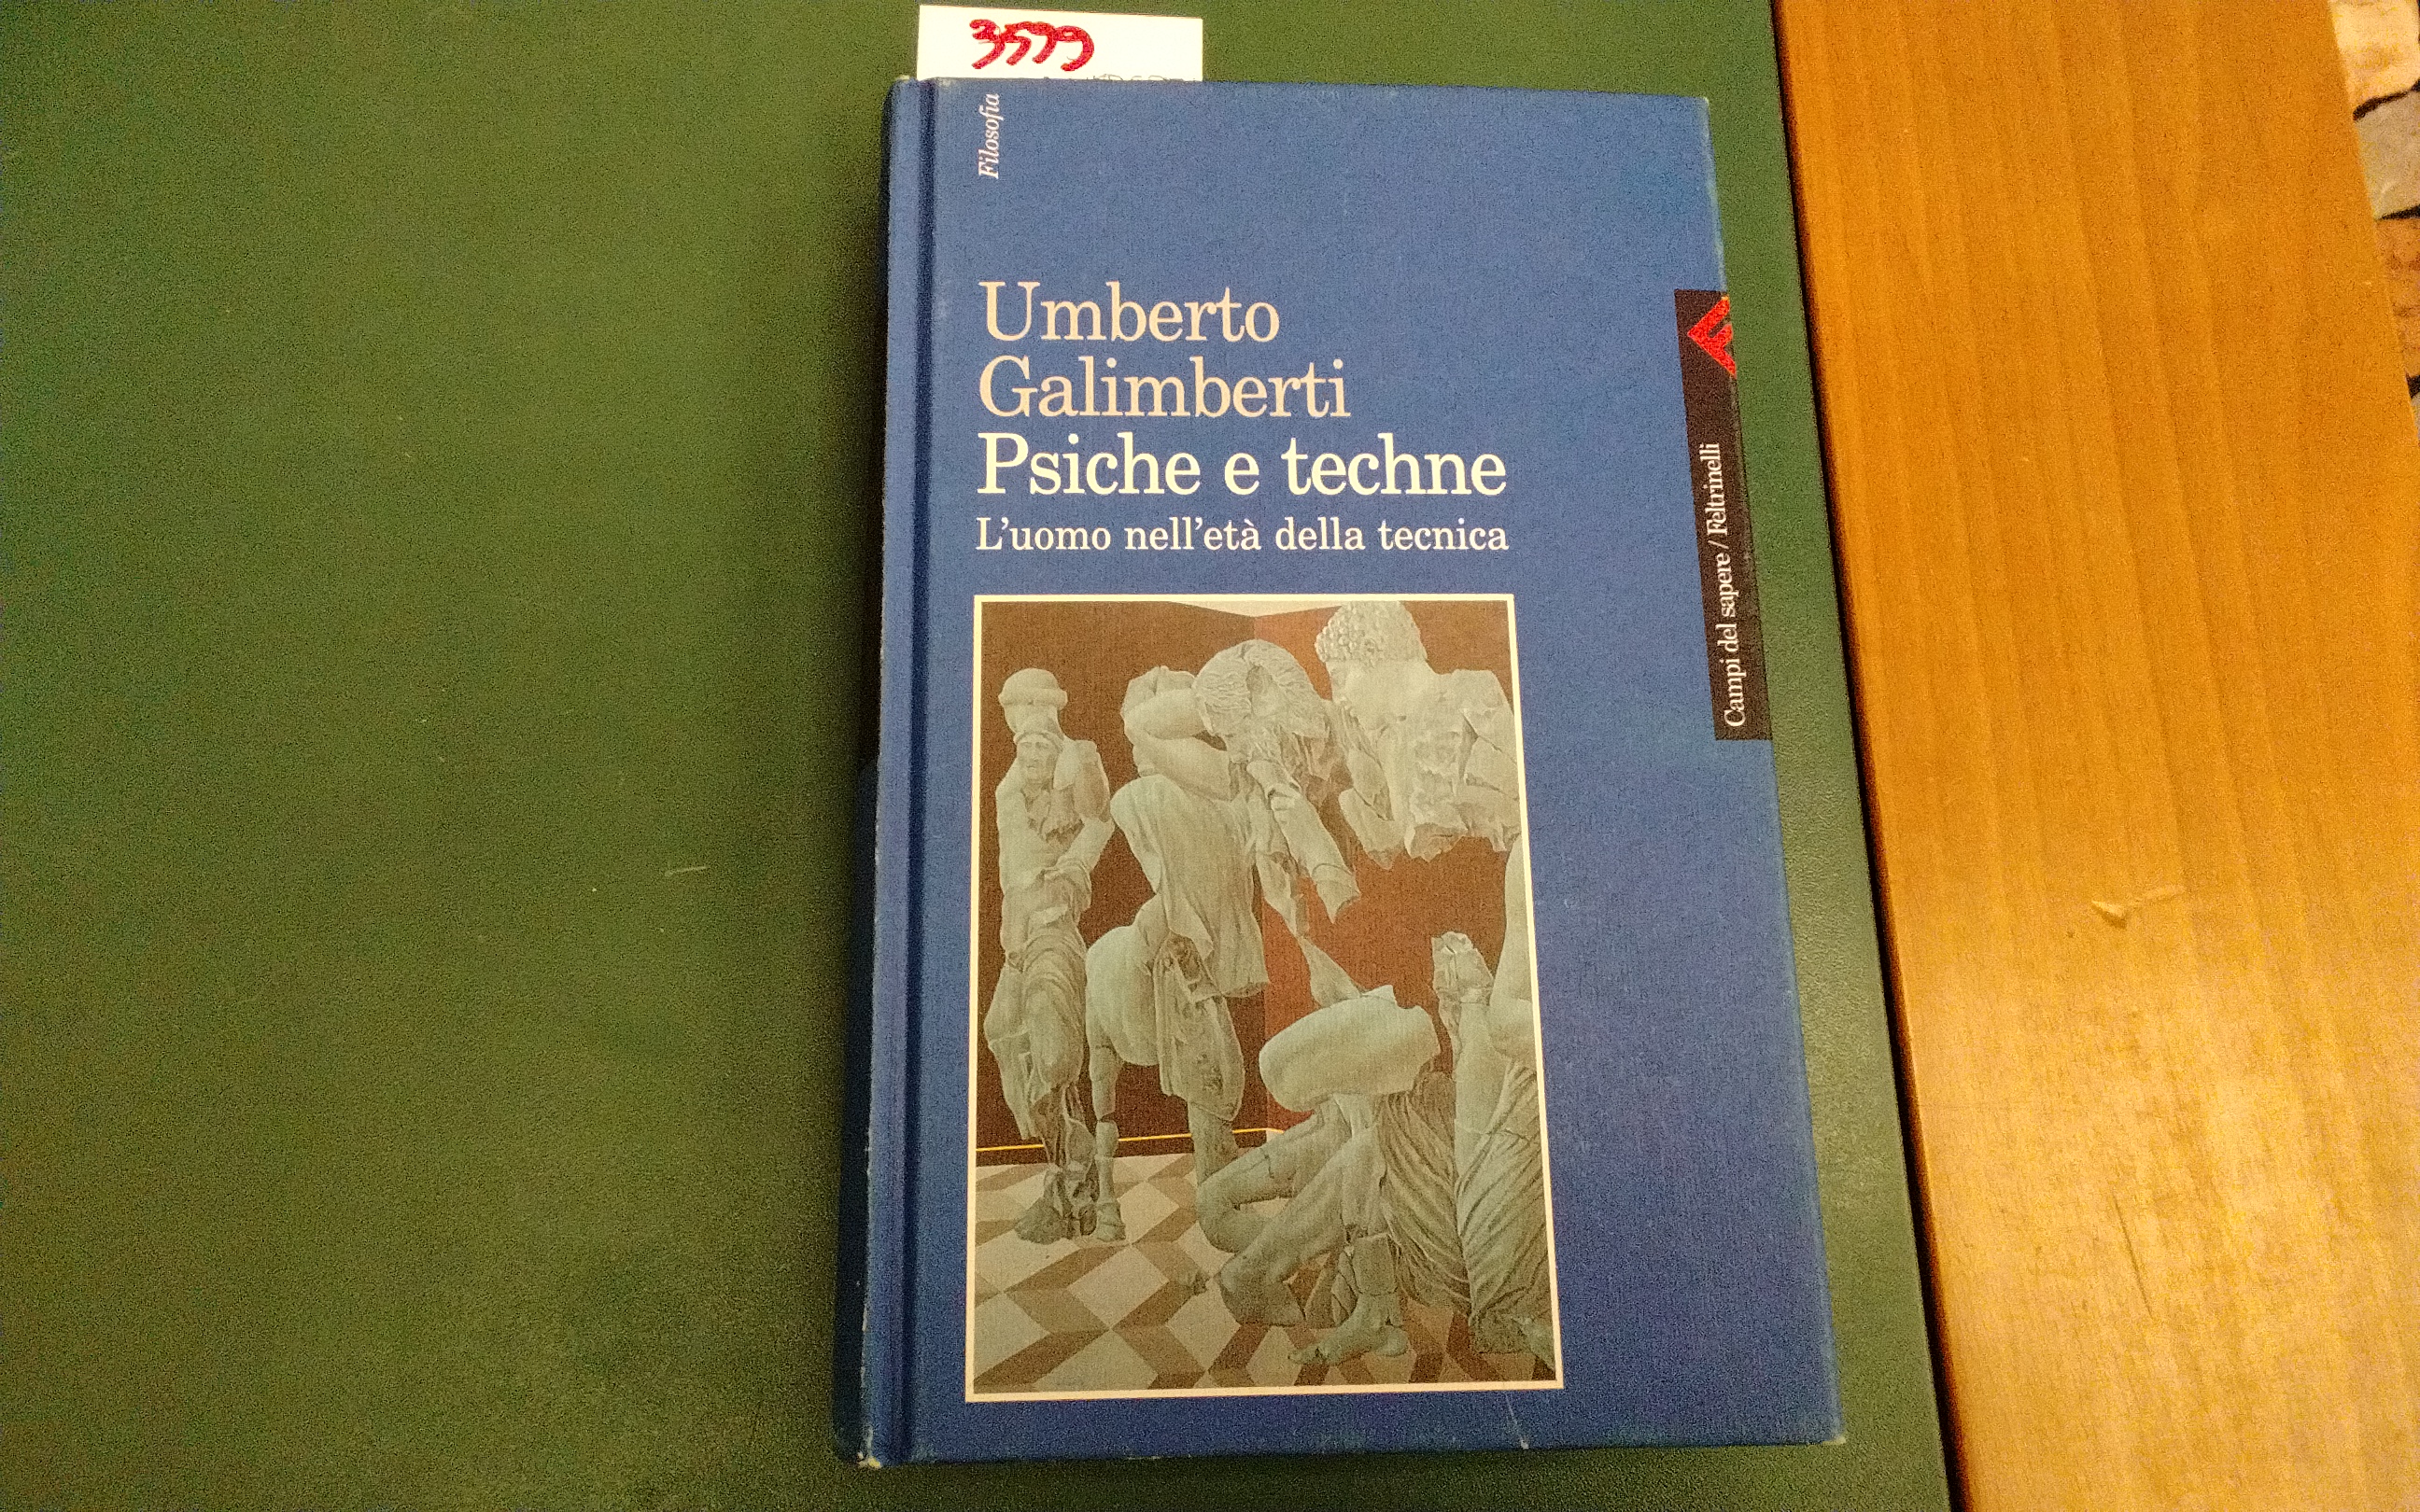 3579
Filosofia
Umberto
Galimberti
Psiche e techne
L'uomo nell'età della tecnica
Campi del sapere / Feltrinelli